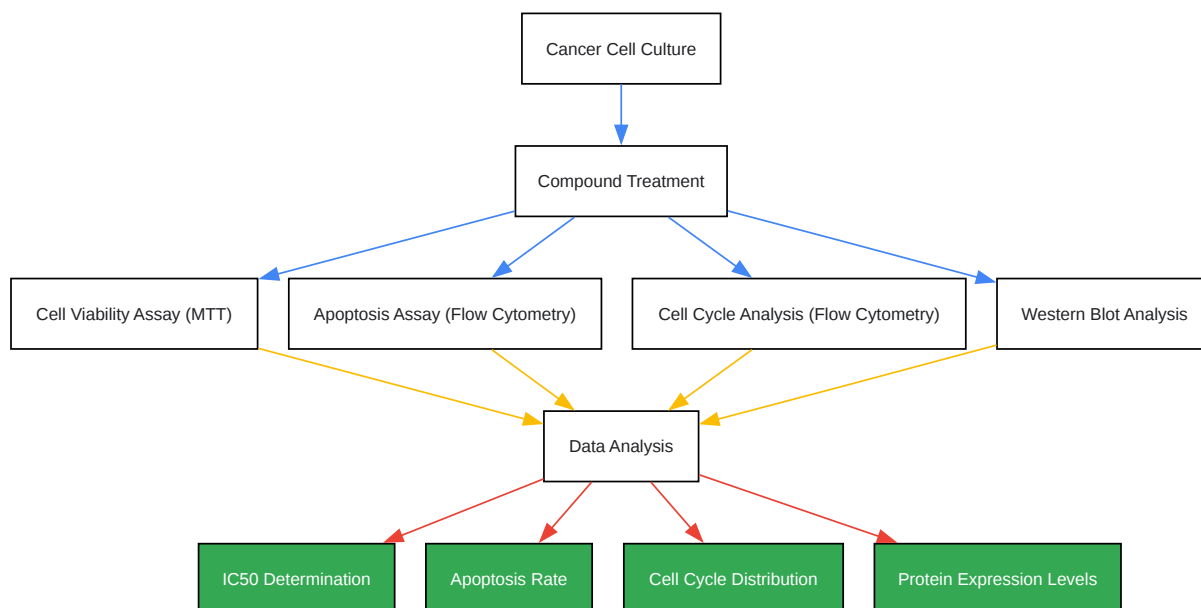 Cancer Cell Culture
Compound Treatment
Cell Viability Assay (MTT)
Apoptosis Assay (Flow Cytometry)
Cell Cycle Analysis (Flow Cytometry)
Western Blot Analysis
Data Analysis
IC50 Determination
Apoptosis Rate
Cell Cycle Distribution
Protein Expression Levels